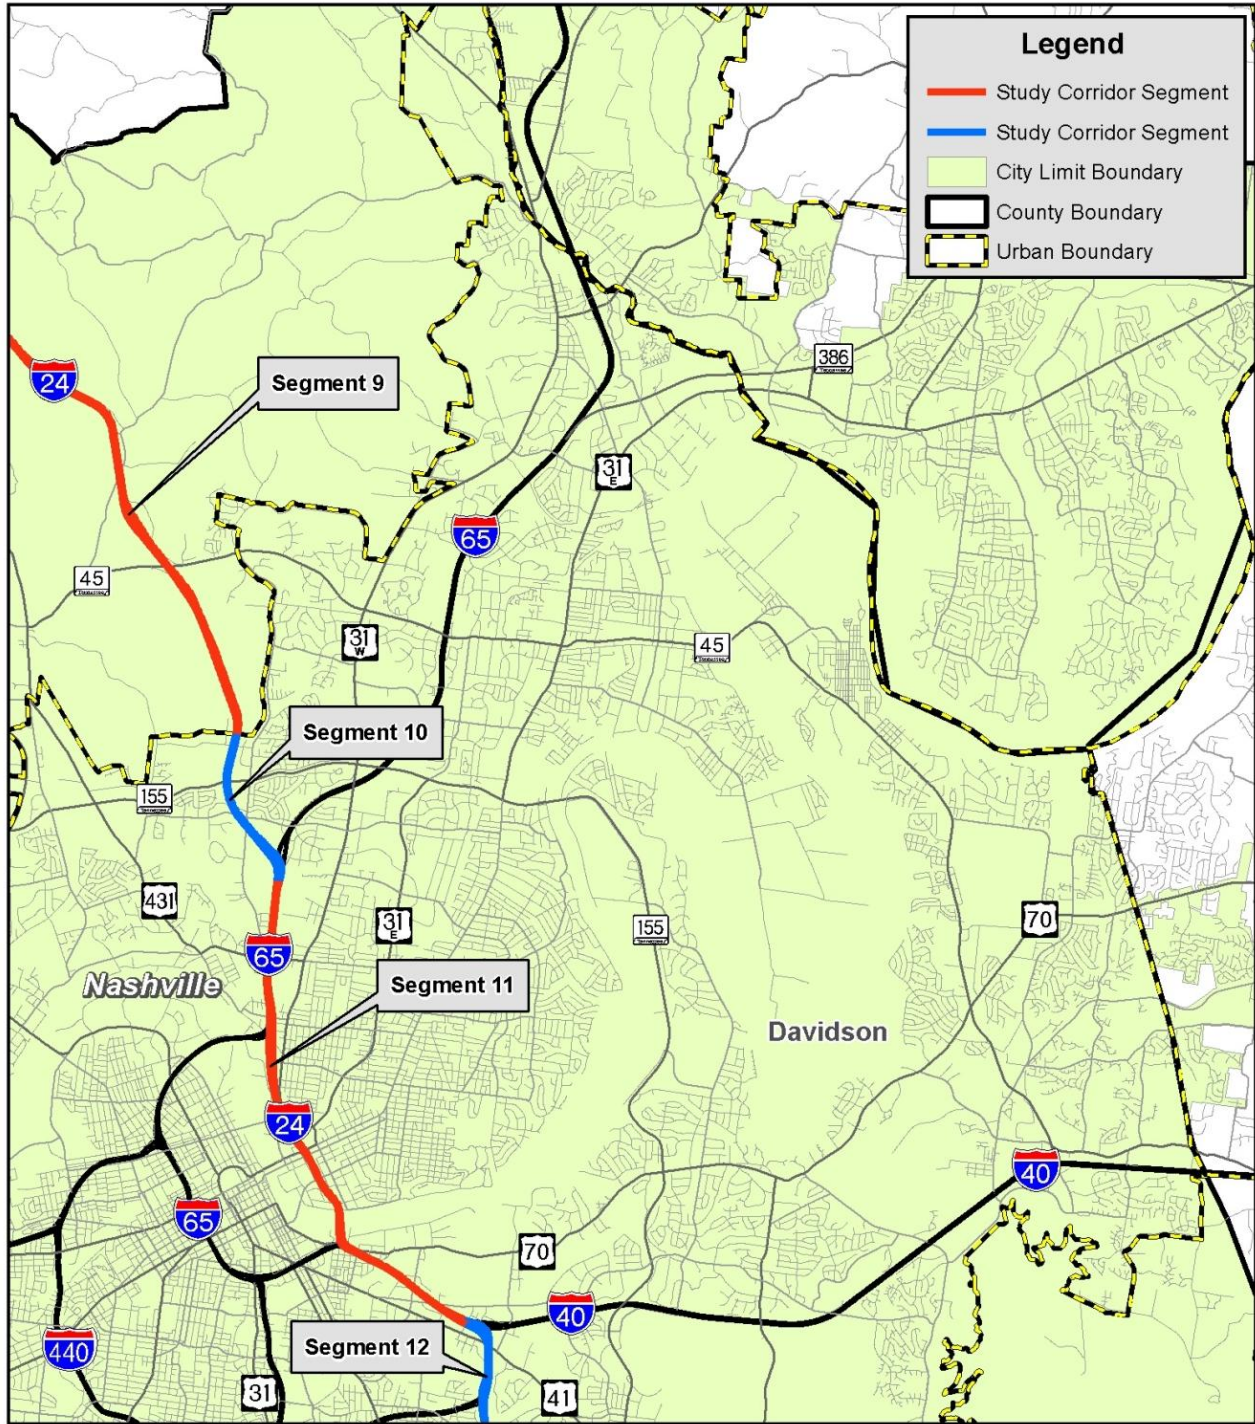 Legend
Study Corridor Segment
Study Corridor Segment
City Limit Boundary
County Boundary
Urban Boundary
386
24
Segment 9
31
E
65
45
31
W
45
Segment 10
155
431
31
E
155
70
65
Nashville
Segment 11
Davidson
24
40
65
70
40
440
Segment 12
31
41